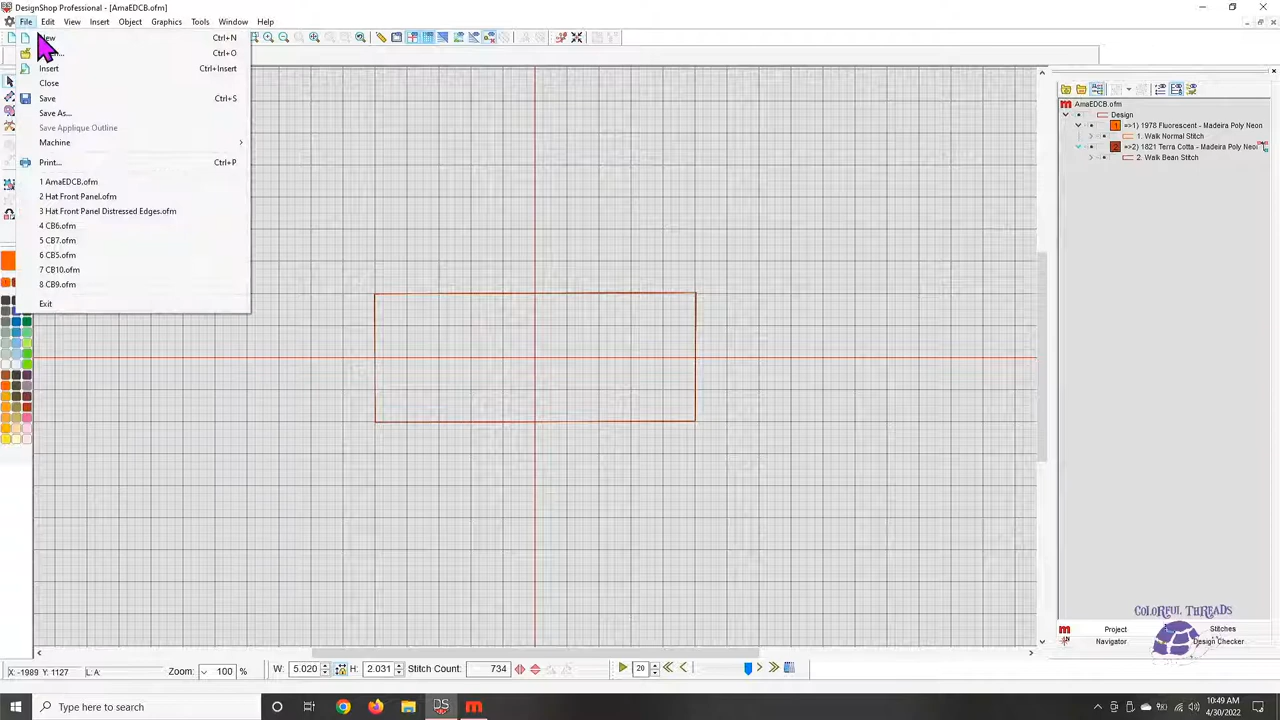 DesignShop Professional - [AmaEDCB.ofm]
File Edit View Insert Object Graphics Tools Window Help
Ctrl+N
Ctrl+O
Insert Ctrl+Insert
Close
Save Ctrl+S
Save As...
Save Applique Outline
Machine
Print... Ctrl+P
1 AmaEDCB.ofm
2 Hat Front Panel.ofm
3 Hat Front Panel Distressed Edges.ofm
4 CB6.ofm
5 CB7.ofm
6 CB5.ofm
7 CB10.ofm
8 CB9.ofm
Exit
AmaEDCB.ofm
Design
1 =>1) 1978 Fluorescent - Madeira Poly Neon
1. Walk Normal Stitch
2 =>2) 1821 Terra Cotta - Madeira Poly Neon
2. Walk Bean Stitch
COLORFUL THREADS
Project Stitches
Navigator Design Checker
X: -1989 Y: 1127 L: A: Zoom: 100 % W: 5.020 H: 2.031 Stitch Count: 734 20
DS
Type here to search
10:49 AM
4/30/2022